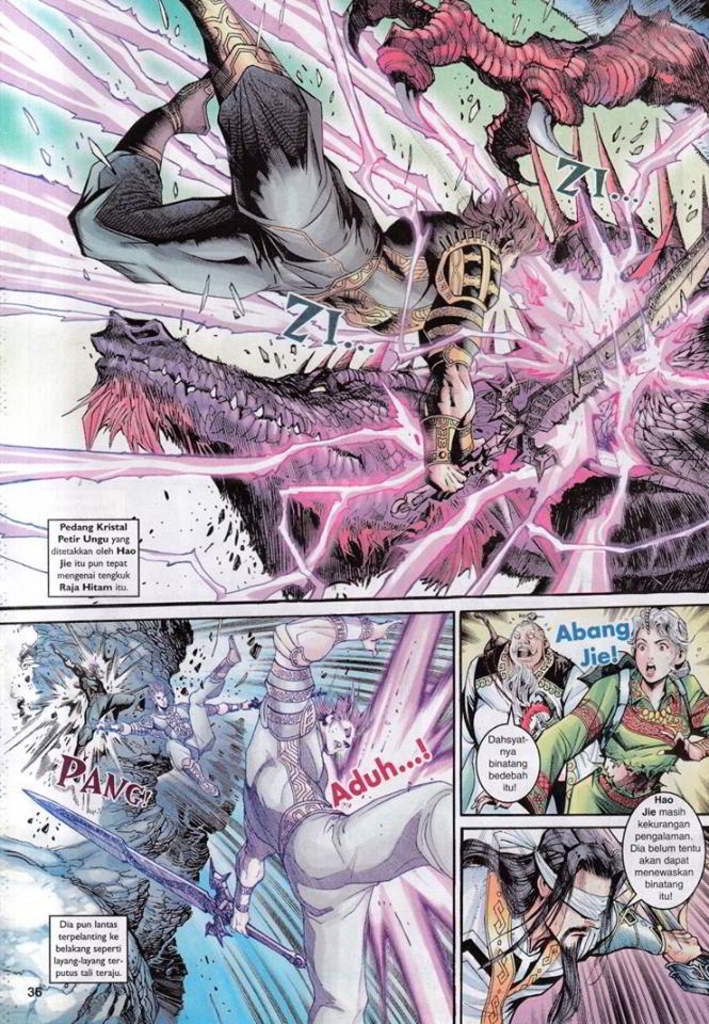 ZI...
ZI...
Pedang Kristal
Petir Ungu yang
ditetakkan oleh Hao
Jie itu pun tepat
mengenai tengkuk
Raja Hitam itu.
PANG!
Aduh...!
Dia pun lantas
terpelanting ke
belakang seperti
layang-layang ter-
putus tali teraju.
Abang
Jie!
Dahsyat-
nya
binatang
bedebah
itu!
Hao
Jie masih
kekurangan
pengalaman.
Dia belum tentu
akan dapat
menewaskan
binatang
itu!
36